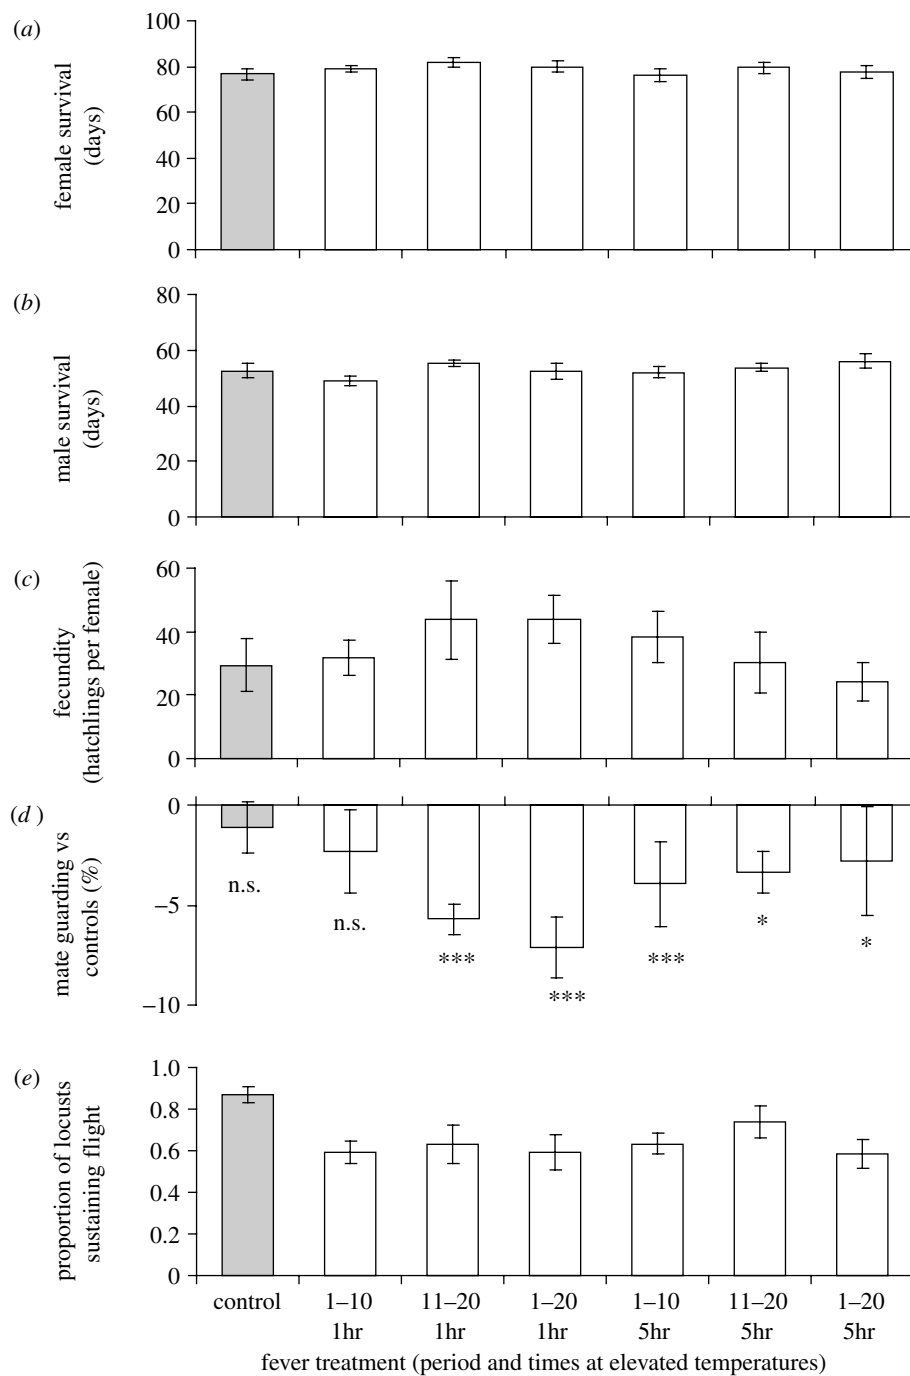 (a)
female survival
(days)
100
80
60
40
20
0
(b)
male survival
(days)
80
60
40
20
0
(c)
fecundity
(hatchlings per female)
60
40
20
0
(d )
mate guarding vs
controls (%)
0
−5
−10
n.s.
n.s.
***
***
***
*
*
(e)
proportion of locusts
sustaining flight
1.0
0.8
0.6
0.4
0.2
0
control 1–10 11–20 1–20 1–10 11–20 1–20
1hr 1hr 1hr 5hr 5hr 5hr
fever treatment (period and times at elevated temperatures)